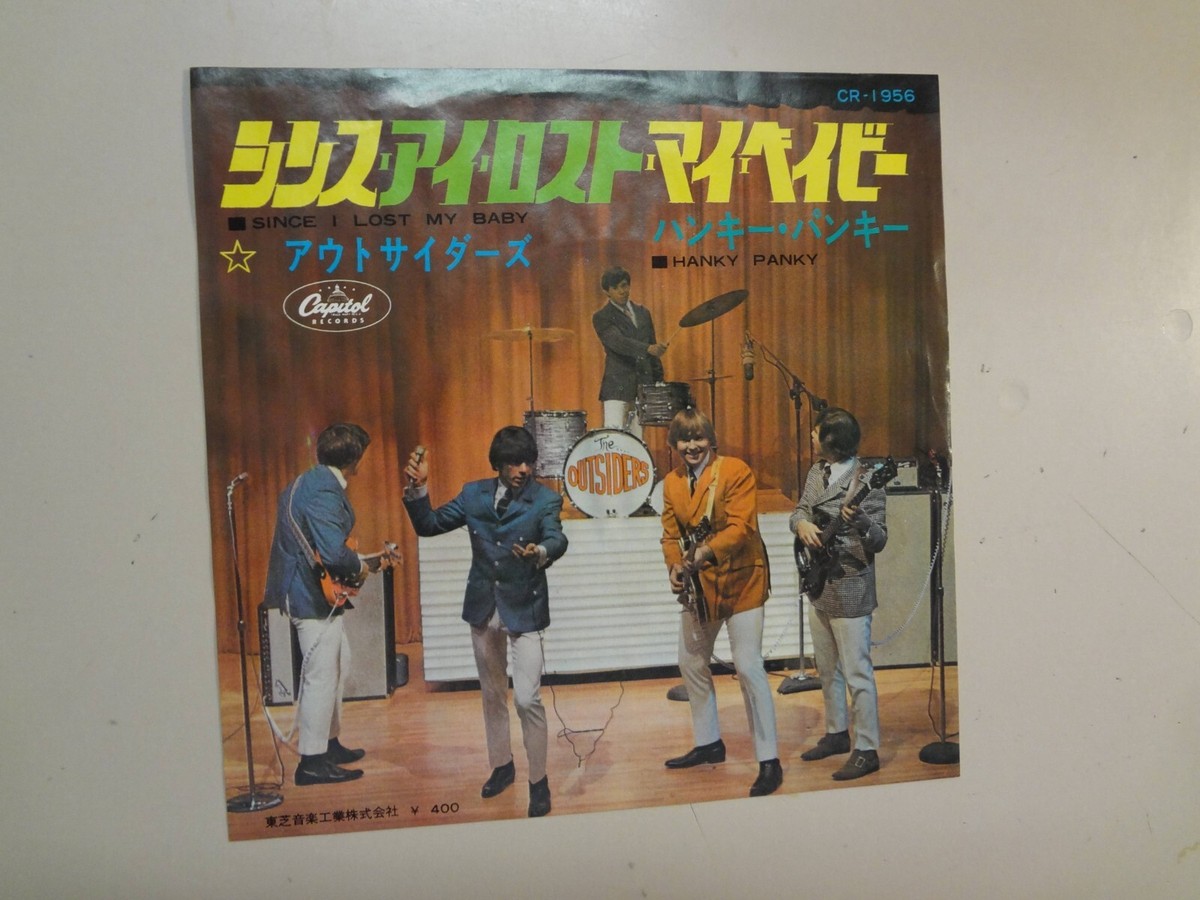 CR-1956
シンス・アイ・ロスト・マイ・ベイビー
■ SINCE I LOST MY BABY
ハンキー・パンキー
☆ アウトサイダーズ
■ HANKY PANKY
Capitol
RECORDS
The
OUTSIDERS
東芝音楽工業株式会社 ¥ 400